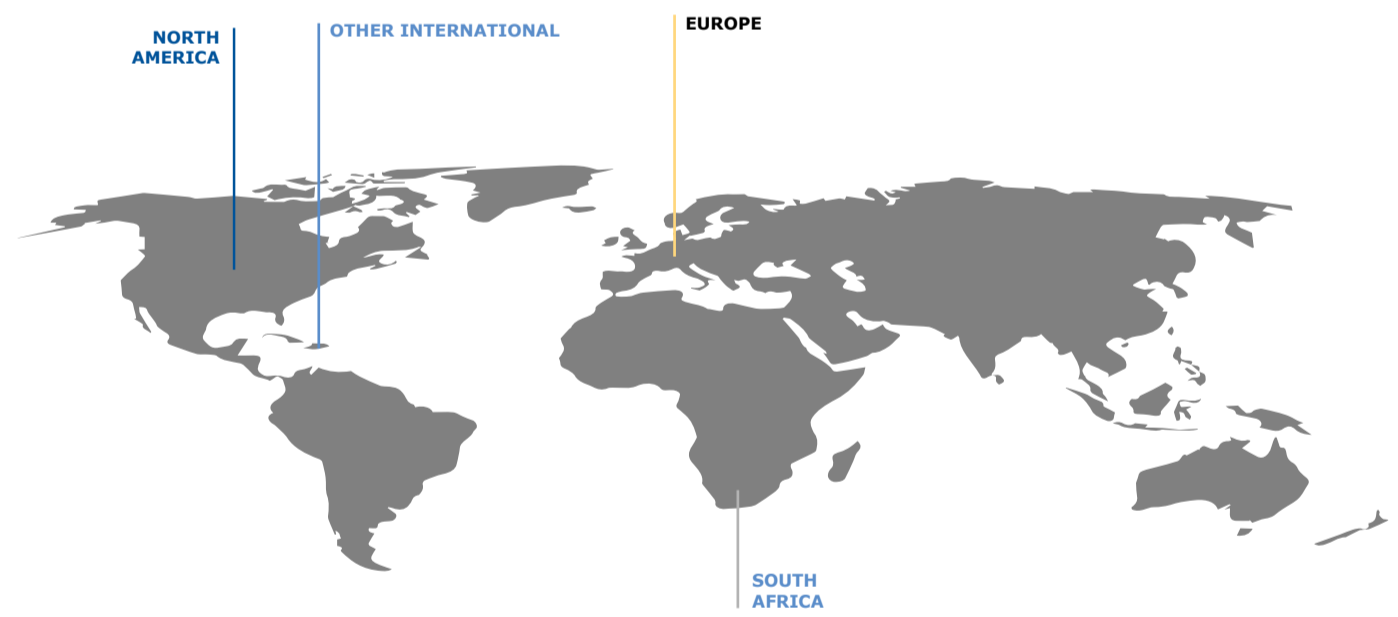 NORTH
AMERICA
OTHER INTERNATIONAL
EUROPE
SOUTH
AFRICA